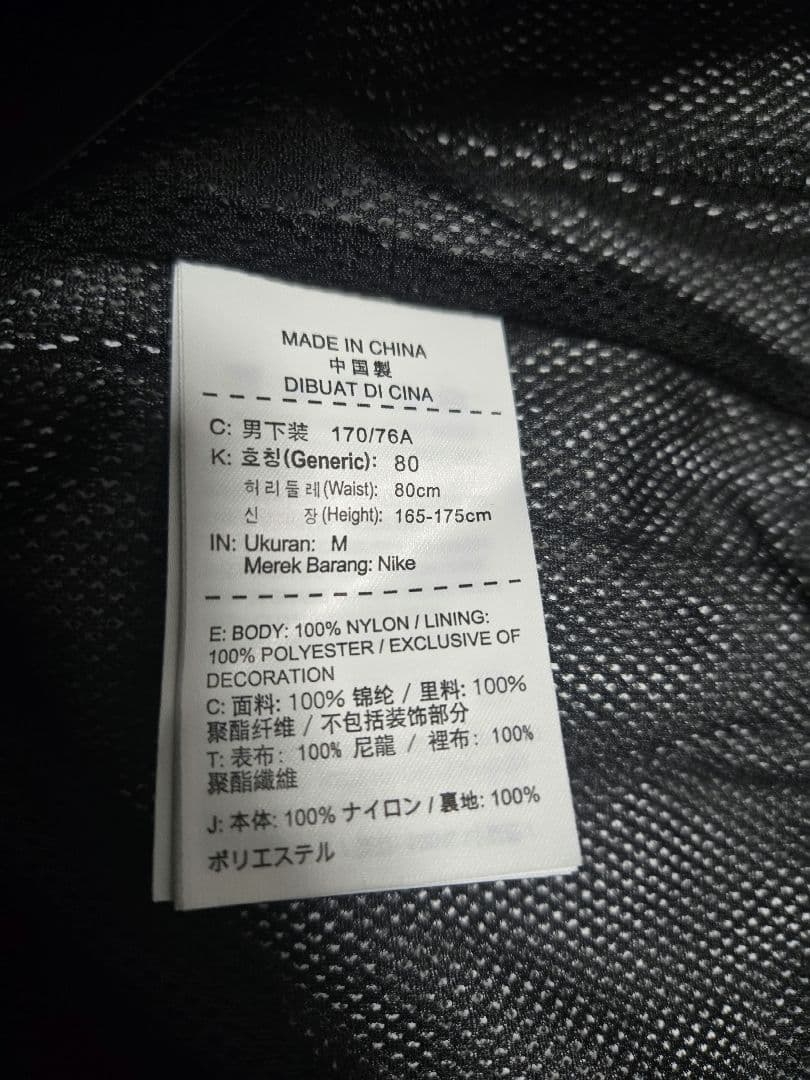 MADE IN CHINA
中国製
DIBUAT DI CINA
C: 男下装 170/76A
K: 호칭(Generic): 80
허리둘레(Waist): 80cm
신 장(Height): 165-175cm
IN: Ukuran: M
Merek Barang: Nike
E: BODY: 100% NYLON / LINING:
100% POLYESTER / EXCLUSIVE OF
DECORATION
C: 面料: 100% 锦纶 / 里料: 100%
聚酯纤维 / 不包括装饰部分
T: 表布: 100% 尼龍 / 裡布: 100%
聚酯纖維
J: 本体: 100% ナイロン / 裏地: 100%
ポリエステル